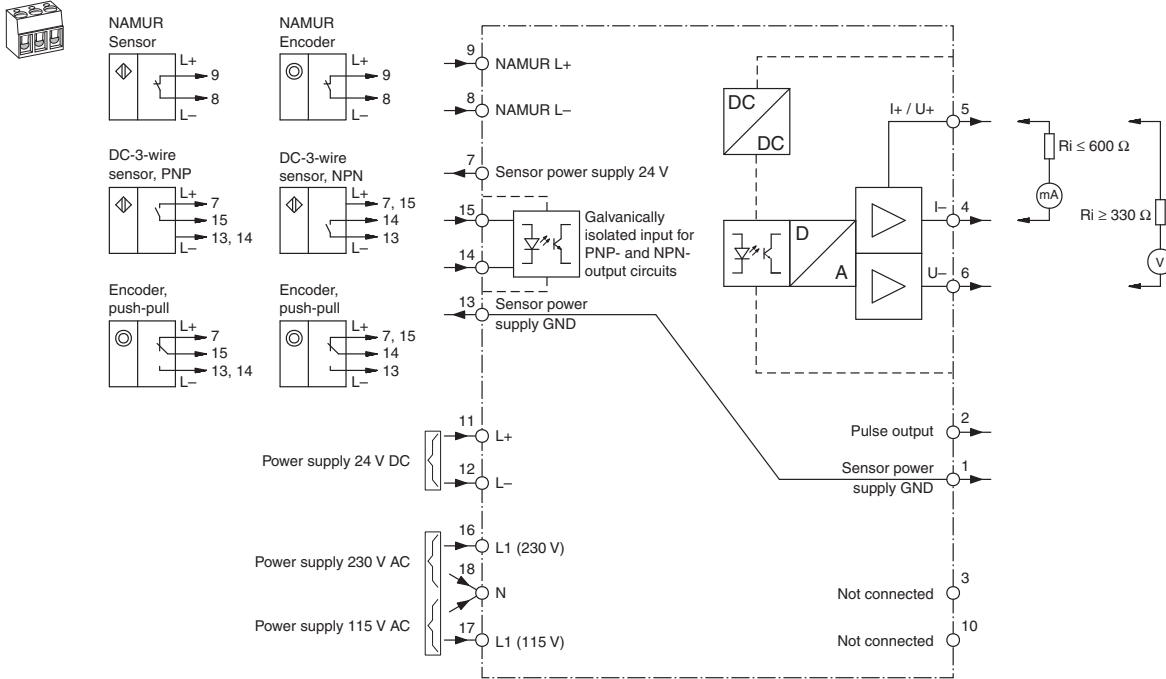 NAMUR
Sensor
L+
9
8
L–
NAMUR
Encoder
L+
9
8
L–
DC-3-wire
sensor, PNP
L+
7
15
13, 14
L–
DC-3-wire
sensor, NPN
L+
7, 15
14
13
L–
Encoder,
push-pull
L+
7
15
13, 14
L–
Encoder,
push-pull
L+
7, 15
14
13
L–
9
NAMUR L+
8
NAMUR L–
7
Sensor power supply 24 V
15
14
Galvanically
isolated input for
PNP- and NPN-
output circuits
13
Sensor power
supply GND
Power supply 24 V DC
11
L+
12
L–
Power supply 230 V AC
16
L1 (230 V)
18
N
Power supply 115 V AC
17
L1 (115 V)
DC
DC
D
A
I+ / U+
5
I–
4
U–
6
Ri ≤ 600 Ω
mA
Ri ≥ 330 Ω
V
Pulse output
2
Sensor power
supply GND
1
Not connected
3
Not connected
10